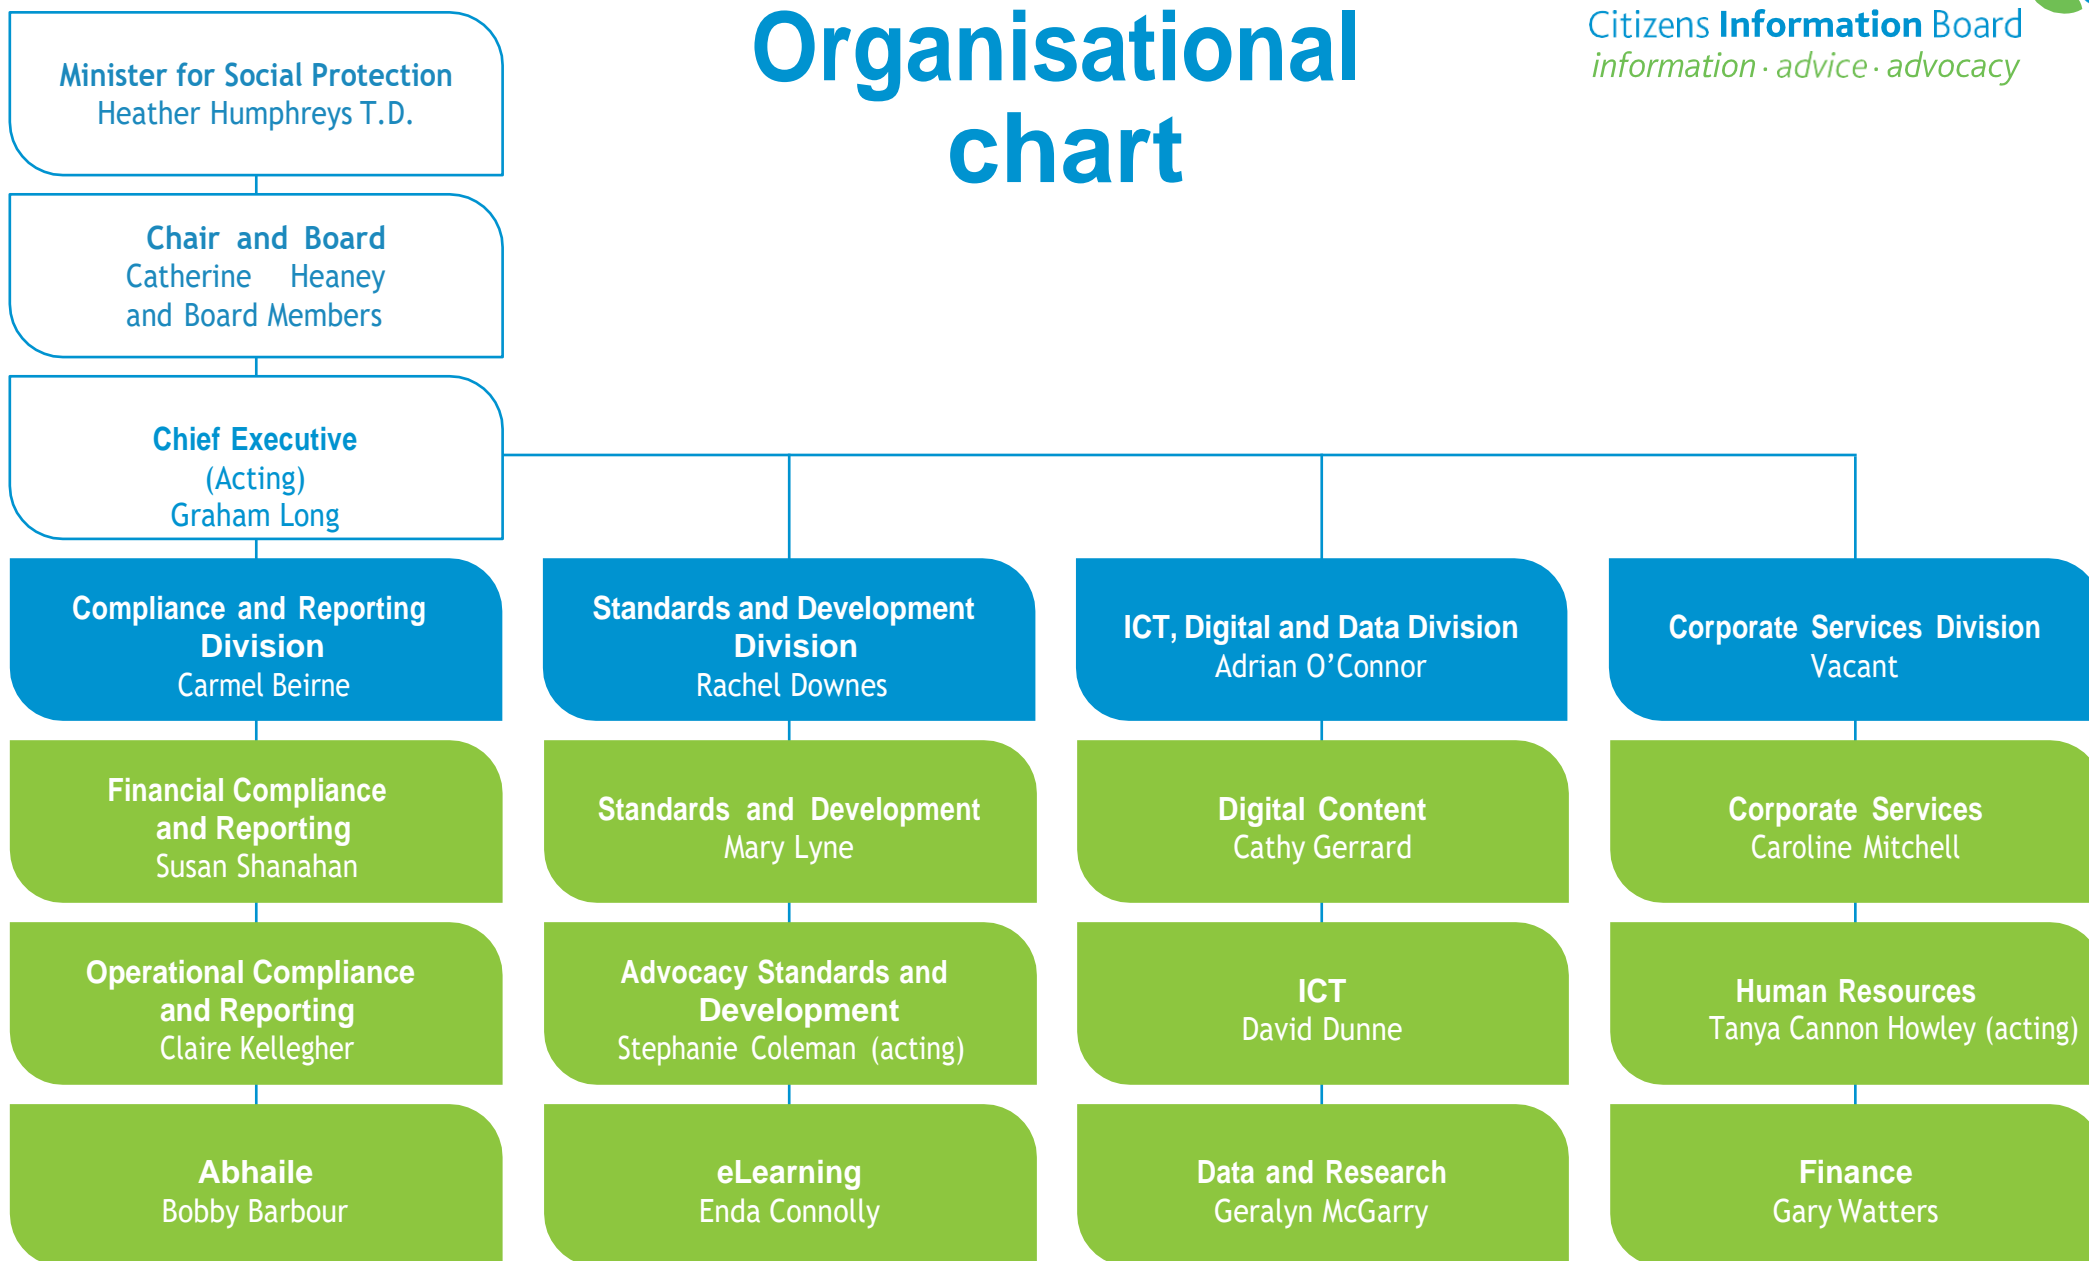 Organisational
chart
Citizens Information Board
information · advice · advocacy
Minister for Social Protection
Heather Humphreys T.D.
Chair and Board
Catherine Heaney
and Board Members
Chief Executive
(Acting)
Graham Long
Compliance and Reporting
Division
Carmel Beirne
Standards and Development
Division
Rachel Downes
ICT, Digital and Data Division
Adrian O’Connor
Corporate Services Division
Vacant
Financial Compliance
and Reporting
Susan Shanahan
Standards and Development
Mary Lyne
Digital Content
Cathy Gerrard
Corporate Services
Caroline Mitchell
Operational Compliance
and Reporting
Claire Kellegher
Advocacy Standards and
Development
Stephanie Coleman (acting)
ICT
David Dunne
Human Resources
Tanya Cannon Howley (acting)
Abhaile
Bobby Barbour
eLearning
Enda Connolly
Data and Research
Geralyn McGarry
Finance
Gary Watters